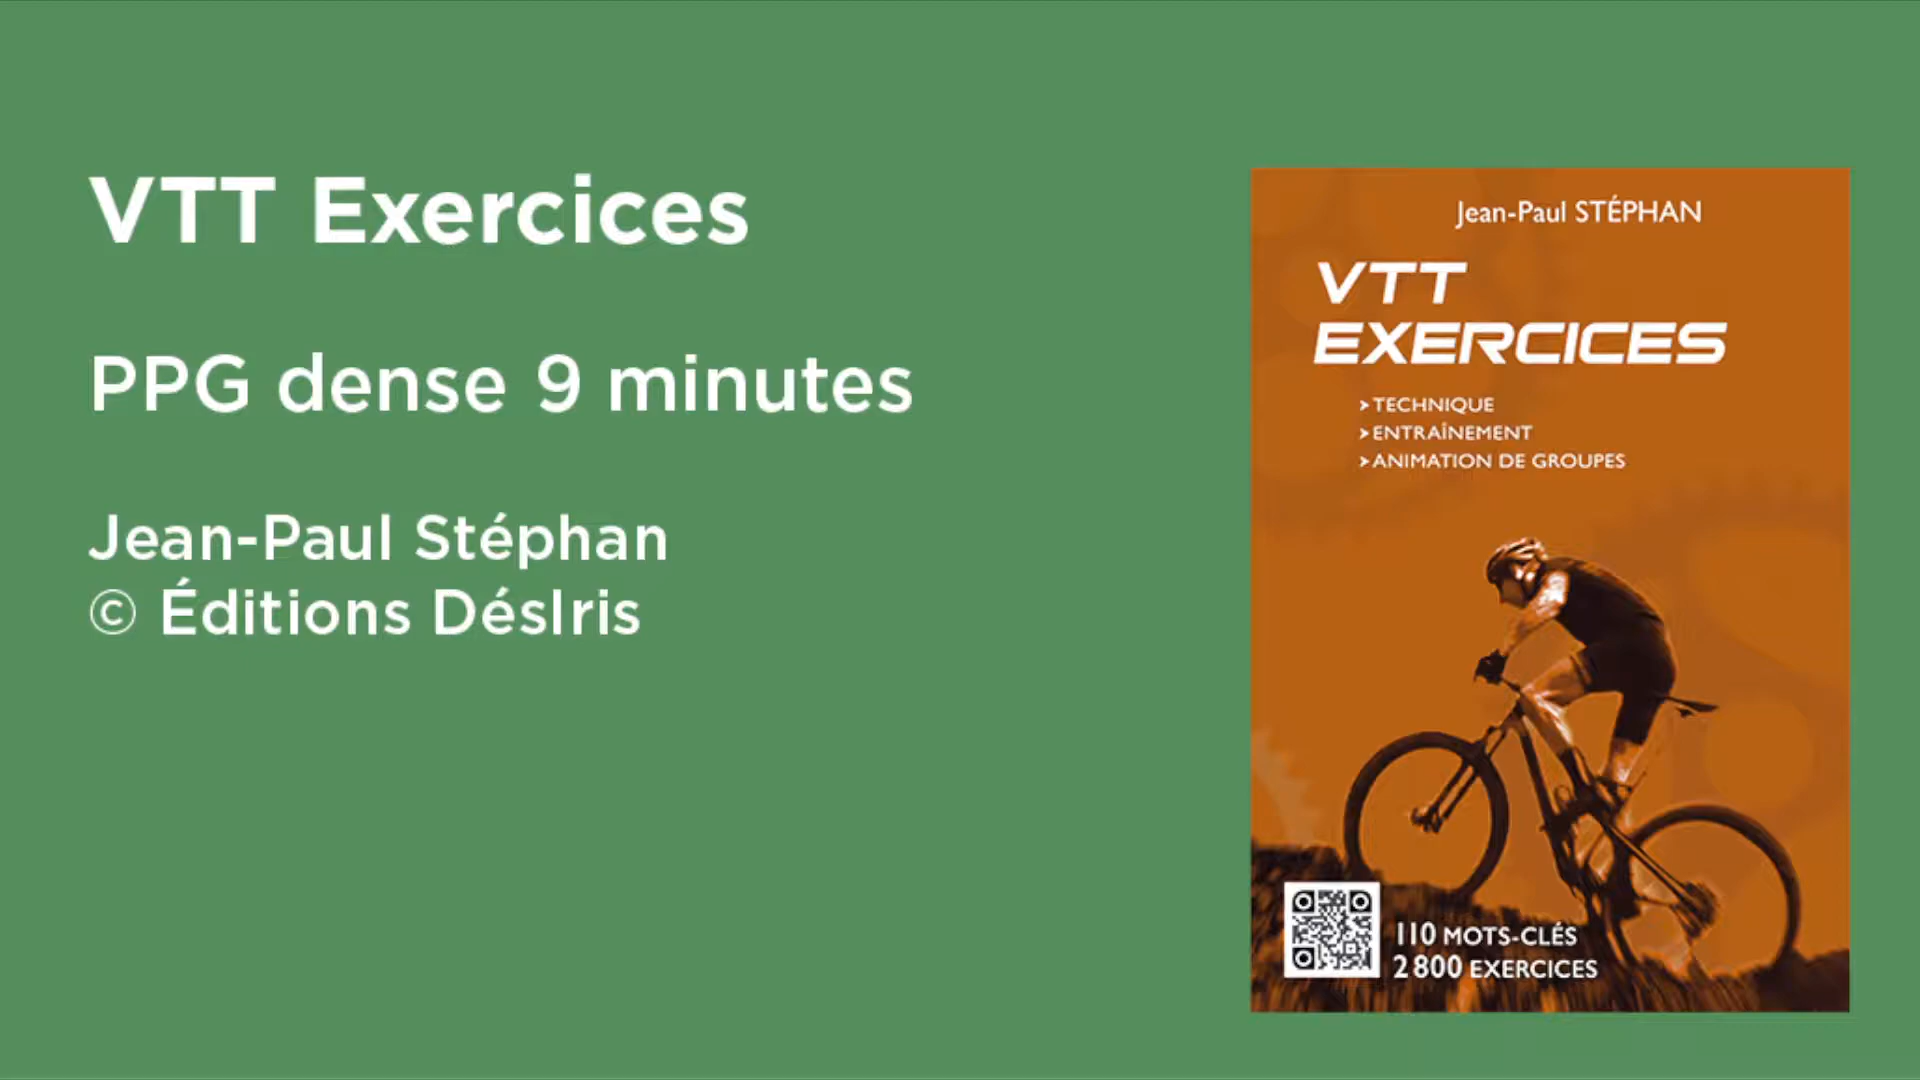 VTT Exercices
PPG dense 9 minutes
Jean-Paul Stéphan
© Éditions DésIris
Jean-Paul STÉPHAN
VTT
EXERCICES
> TECHNIQUE
> ENTRAÎNEMENT
> ANIMATION DE GROUPES
110 MOTS-CLÉS
2 800 EXERCICES